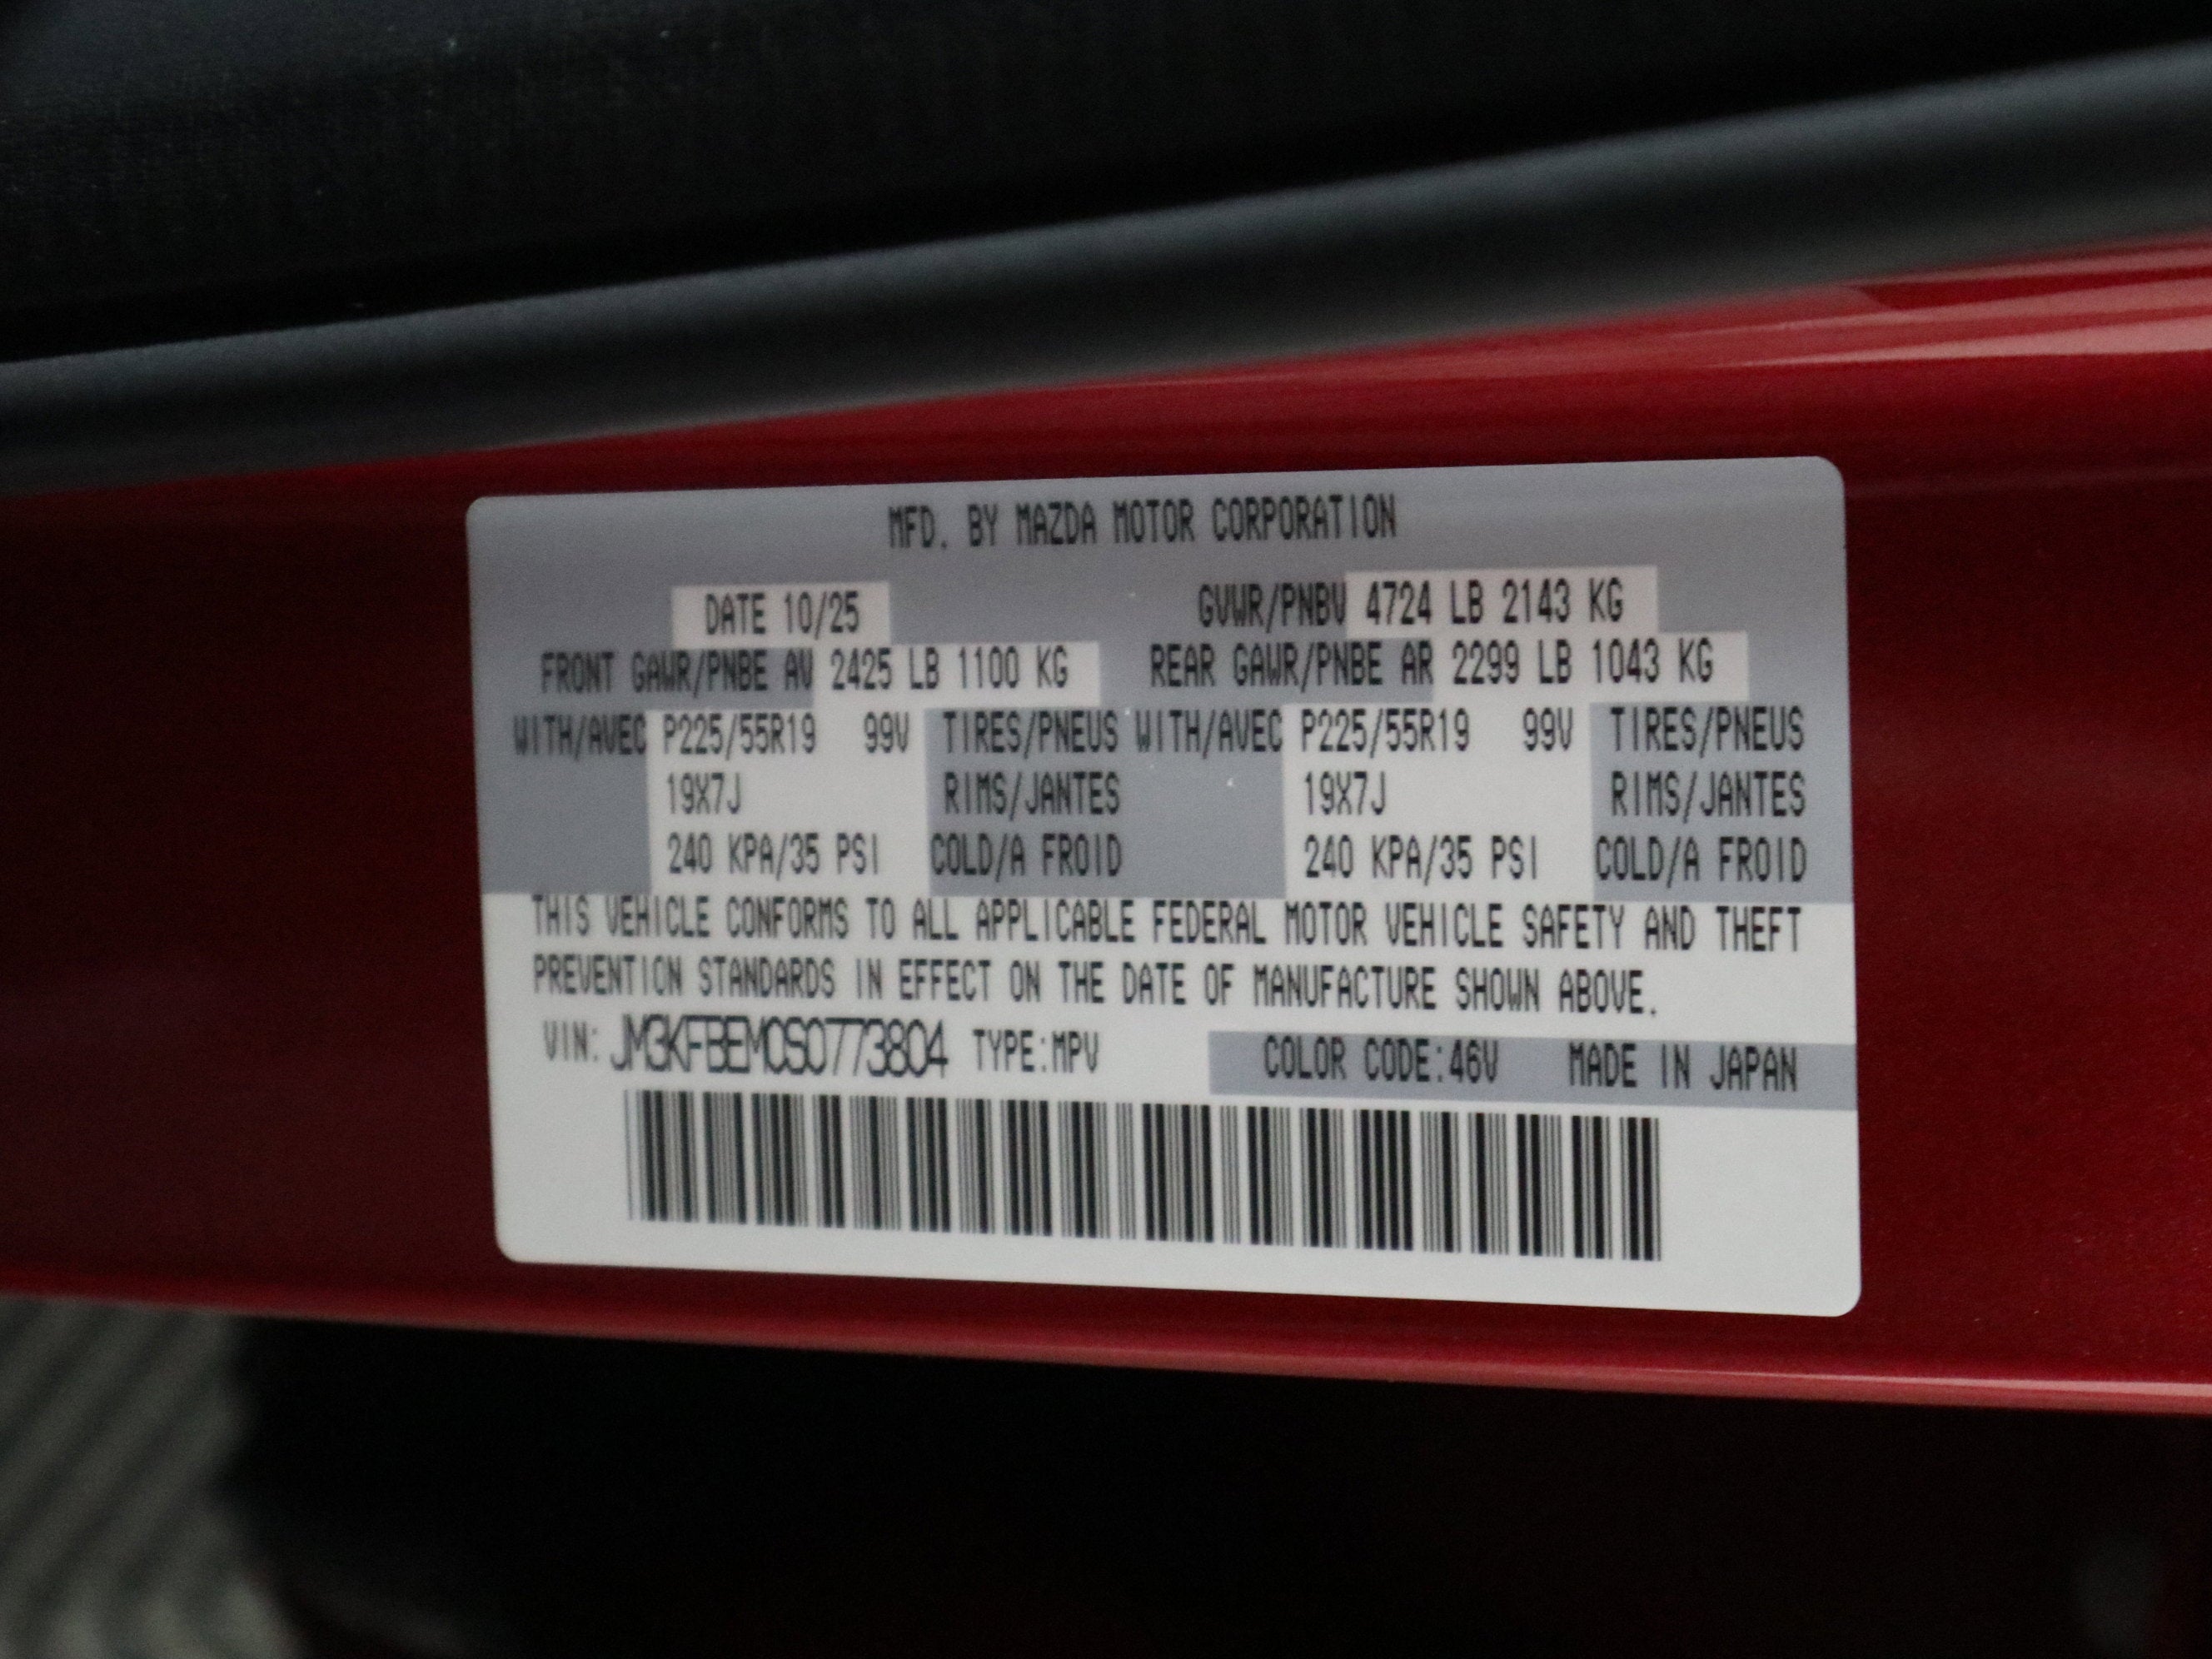 MFD. BY MAZDA MOTOR CORPORATION
DATE 10/25 GVWR/PNBV 4724 LB 2143 KG
FRONT GAWR/PNBE AV 2425 LB 1100 KG REAR GAWR/PNBE AR 2299 LB 1043 KG
WITH/AVEC P225/55R19 99V TIRES/PNEUS WITH/AVEC P225/55R19 99V TIRES/PNEUS
19X7J RIMS/JANTES 19X7J RIMS/JANTES
240 KPA/35 PSI COLD/A FROID 240 KPA/35 PSI COLD/A FROID
THIS VEHICLE CONFORMS TO ALL APPLICABLE FEDERAL MOTOR VEHICLE SAFETY AND THEFT
PREVENTION STANDARDS IN EFFECT ON THE DATE OF MANUFACTURE SHOWN ABOVE.
VIN: JM3KFBEM0S0773804 TYPE:MPV COLOR CODE:46V MADE IN JAPAN